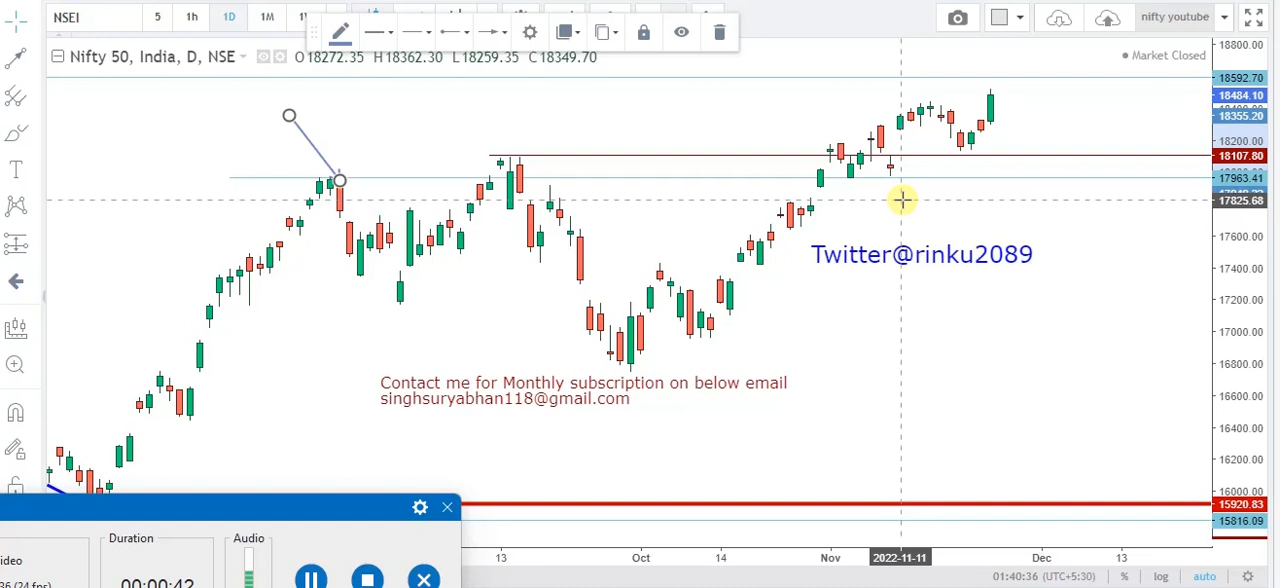 NSEI 5 1h 1D 1M nifty youtube
Nifty 50, India, D, NSE O18272.35 H18362.30 L18259.35 C18349.70
Market Closed
18800.00
18592.70
18484.10
18355.20
18200.00
18107.80
17963.41
17825.68
17600.00
17400.00
17200.00
17000.00
16800.00
16600.00
16400.00
16200.00
16000.00
15920.83
15816.09
Twitter@rinku2089
Contact me for Monthly subscription on below email
singhsuryabhan118@gmail.com
Duration Audio
00:00:42
13 Oct 14 Nov 2022-11-11 Dec 13
01:40:36 (UTC+5:30) % log auto